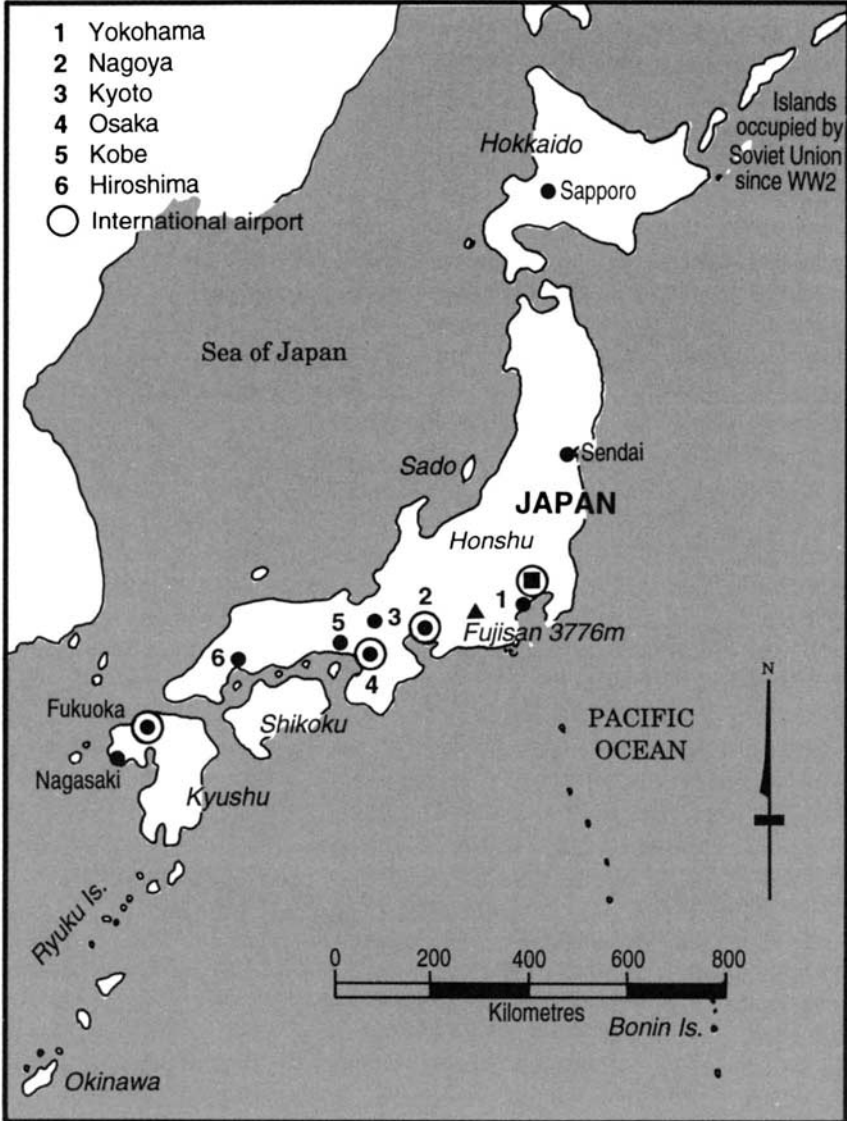 1 Yokohama
2 Nagoya
3 Kyoto
4 Osaka
5 Kobe
6 Hiroshima
International airport
Islands
occupied by
Soviet Union
since WW2
Hokkaido
Sapporo
Sea of Japan
Sado
Sendai
JAPAN
Honshu
1
2
3
Fujisan 3776m
5
6
4
N
Fukuoka
Shikoku
PACIFIC
OCEAN
Nagasaki
Kyushu
Ryuku Is.
0 200 400 600 800
Kilometres
Bonin Is.
Okinawa